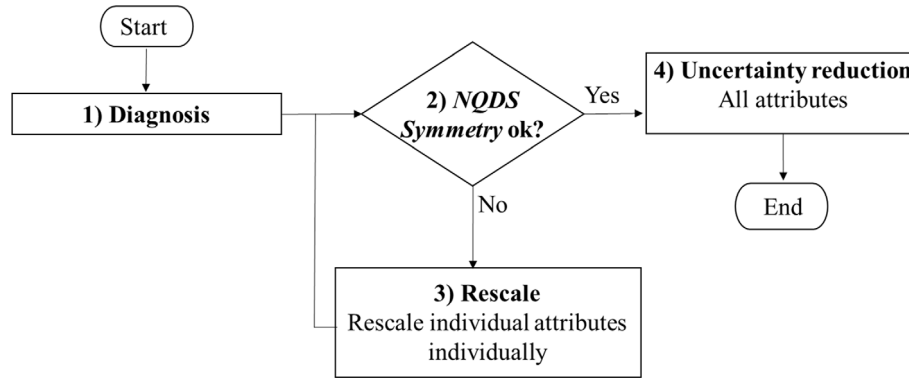 Start
1) Diagnosis
2) NQDS
Symmetry ok?
Yes
4) Uncertainty reduction
All attributes
End
No
3) Rescale
Rescale individual attributes
individually